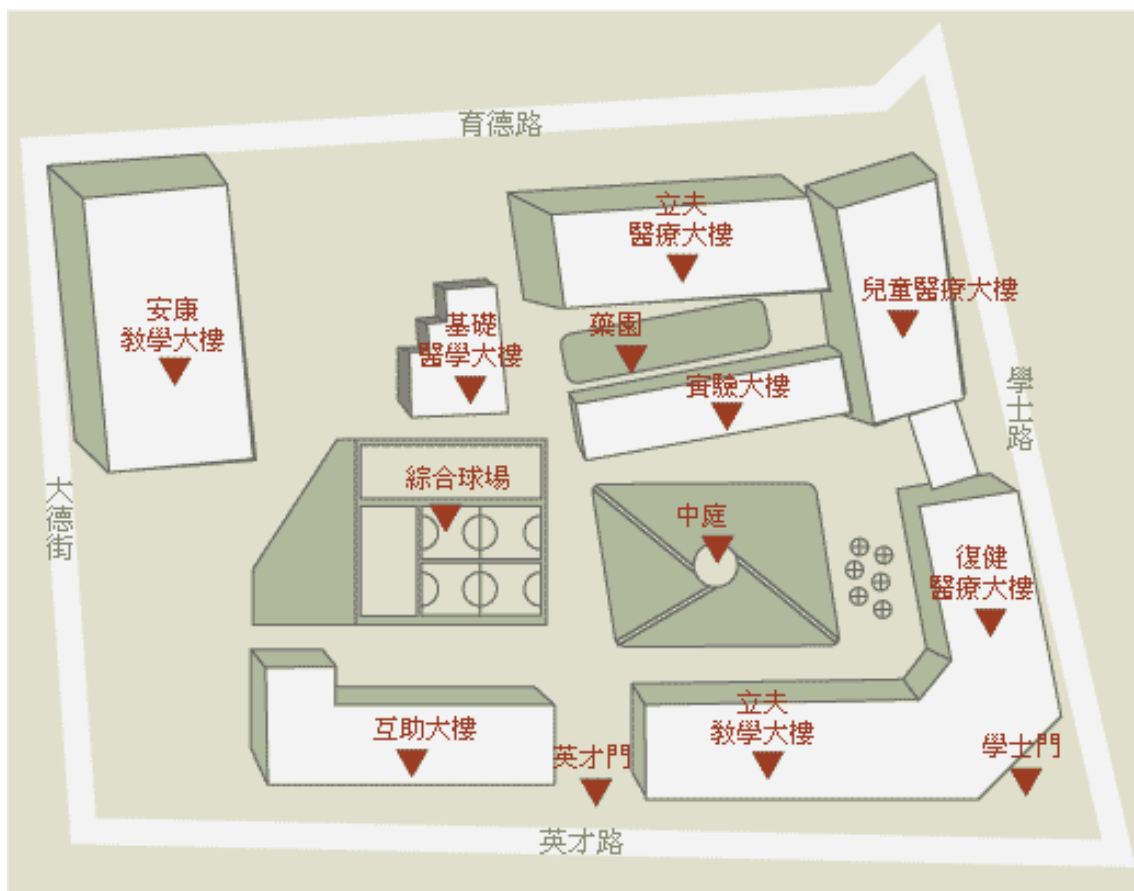 育德路
立夫
醫療大樓
兒童醫療大樓
安康
教學大樓
基礎
醫學大樓
藥園
實驗大樓
學士路
大德街
綜合球場
中庭
復健
醫療大樓
互助大樓
立夫
教學大樓
英才門
學士門
英才路